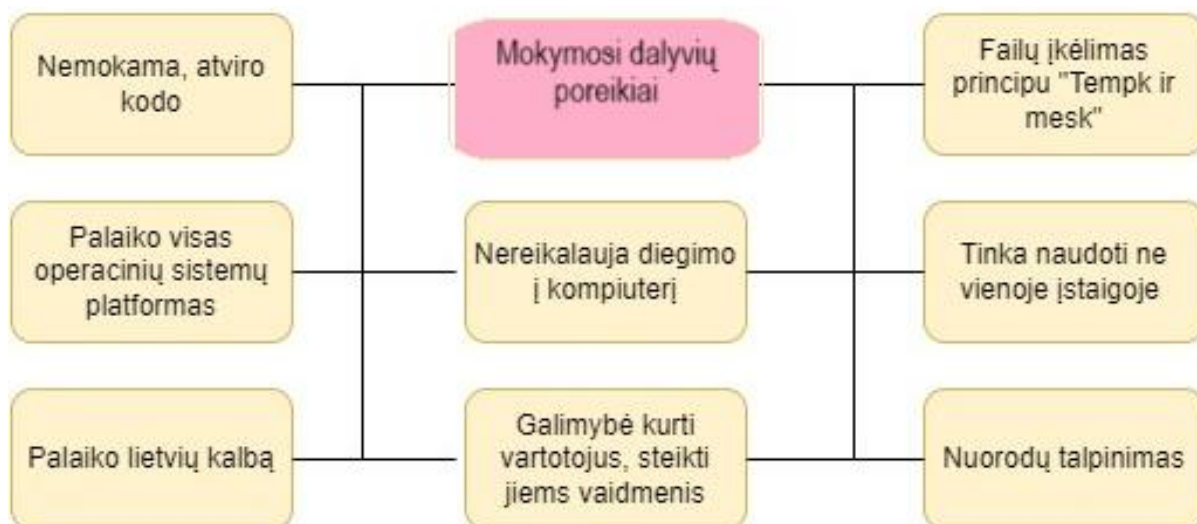 Nemokama, atviro
kodo
Mokymosi dalyvių
poreikiai
Failų įkėlimas
principu "Tempk ir
mesk"
Palaiko visas
operacinių sistemų
platformas
Nereikalauja diegimo
į kompiuterį
Tinka naudoti ne
vienoje įstaigoje
Palaiko lietvių kalbą
Galimybė kurti
vartotojus, steikti
jiems vaidmenis
Nuorodų talpinimas